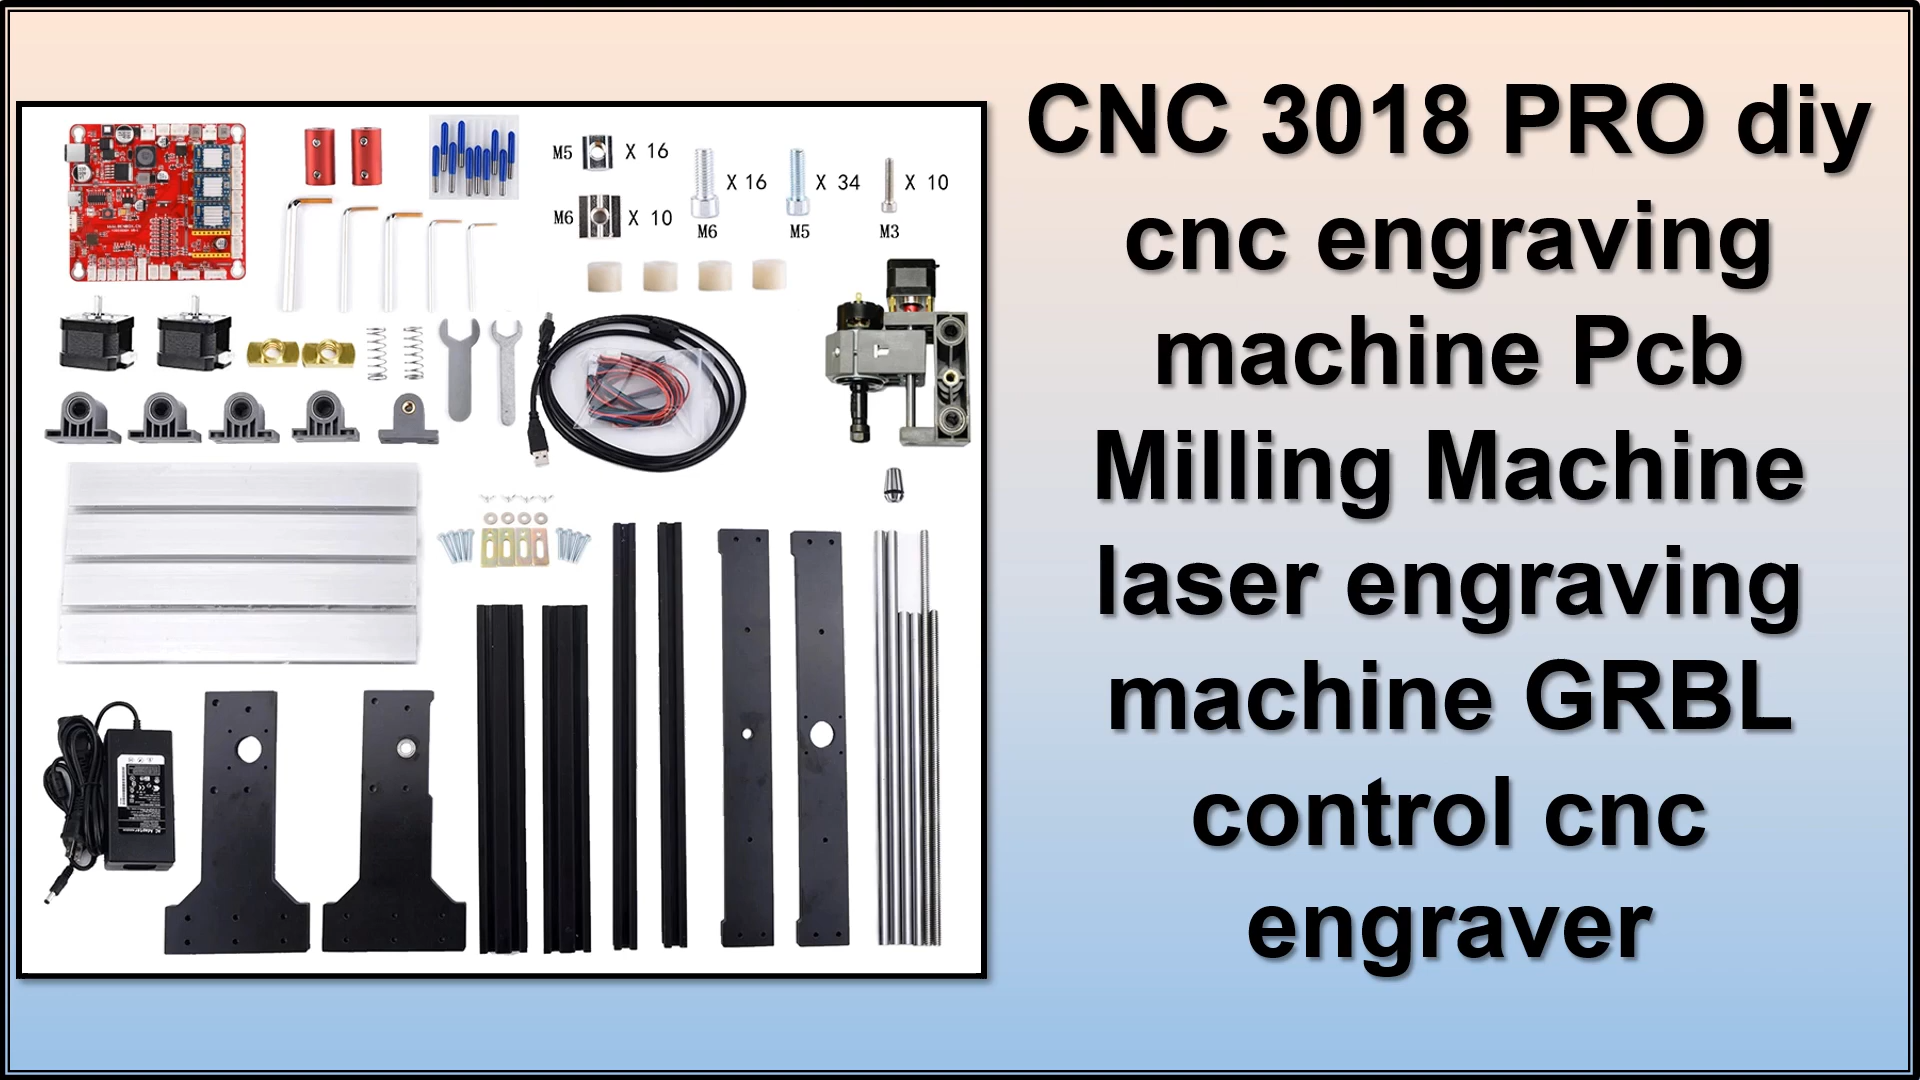 CNC 3018 PRO diy
cnc engraving
machine Pcb
Milling Machine
laser engraving
machine GRBL
control cnc
engraver
M5 X 16
M6 X 10
X 16
M6
X 34
M5
X 10
M3